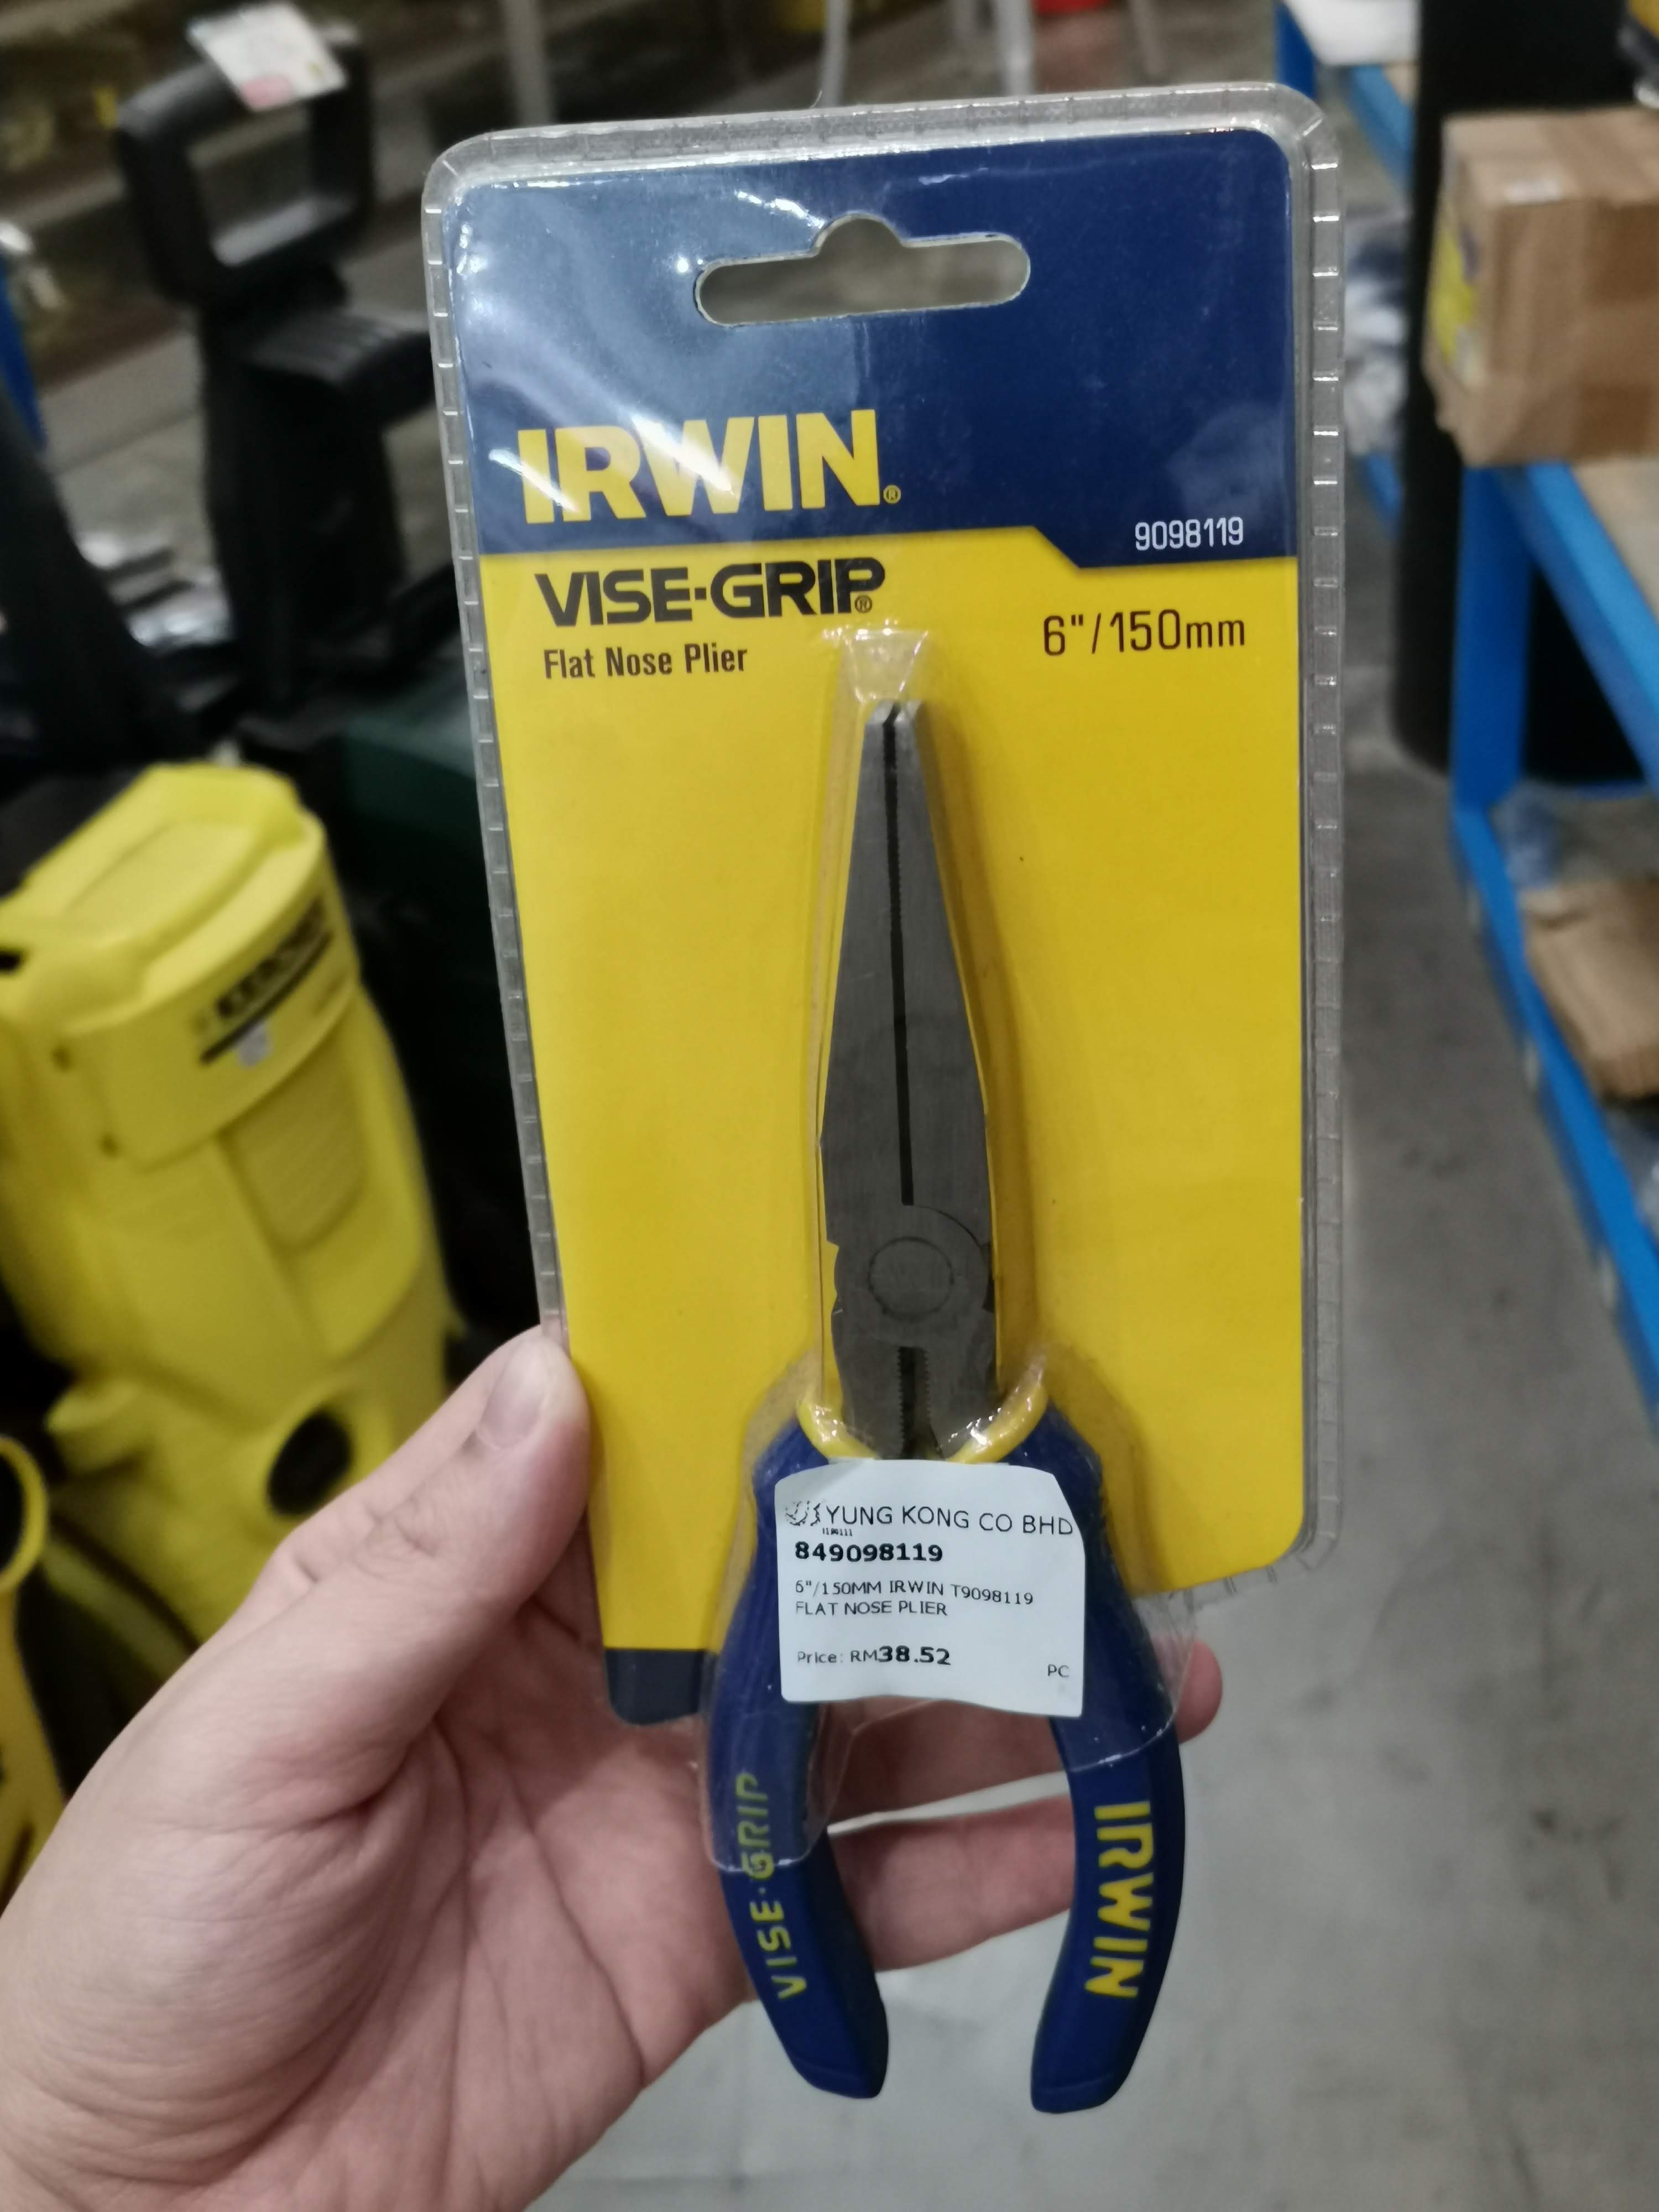 IRWIN®
9098119
VISE-GRIP®
Flat Nose Plier
6"/150mm
YUNG KONG CO BHD
849098119
6"/150MM IRWIN T9098119
FLAT NOSE PLIER
Price: RM38.52
PC
VISE-GRIP
IRWIN